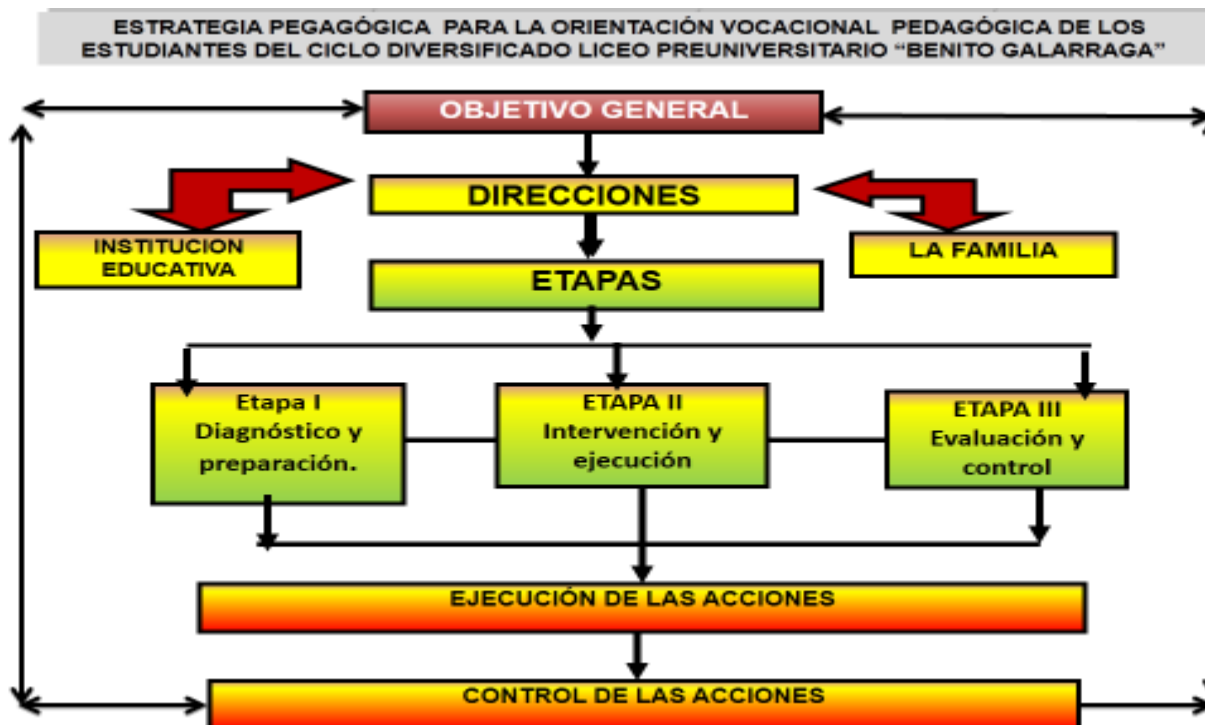 ESTRATEGIA PEGAGÓGICA PARA LA ORIENTACIÓN VOCACIONAL PEDAGÓGICA DE LOS
ESTUDIANTES DEL CICLO DIVERSIFICADO LICEO PREUNIVERSITARIO “BENITO GALARRAGA”
OBJETIVO GENERAL
DIRECCIONES
INSTITUCION
EDUCATIVA
LA FAMILIA
ETAPAS
Etapa I
Diagnóstico y
preparación.
ETAPA II
Intervención y
ejecución
ETAPA III
Evaluación y
control
EJECUCIÓN DE LAS ACCIONES
CONTROL DE LAS ACCIONES